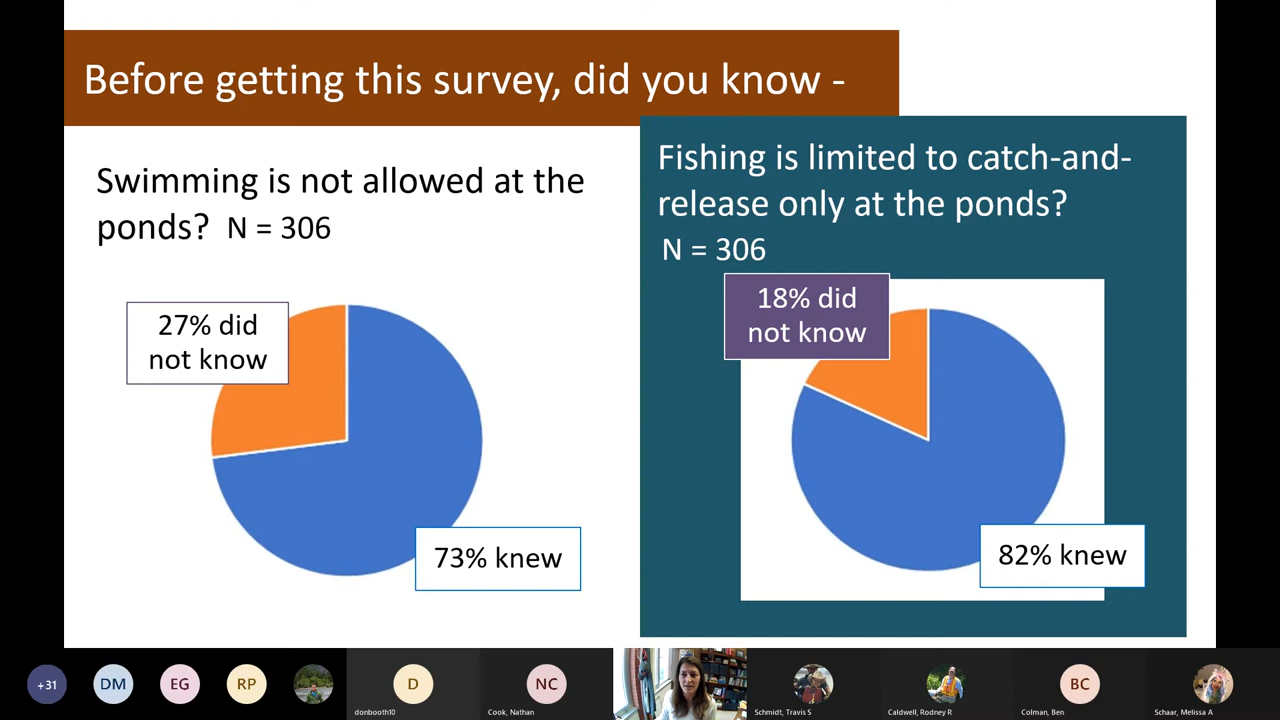 Before getting this survey, did you know -
Swimming is not allowed at the
ponds? N = 306
27% did
not know
73% knew
Fishing is limited to catch-and-
release only at the ponds?
N = 306
18% did
not know
82% knew
+31
DM
EG
RP
D
donbooth10
NC
Cook, Nathan
Schmidt, Travis S
Caldwell, Rodney R
BC
Colman, Ben
Schaar, Melissa A